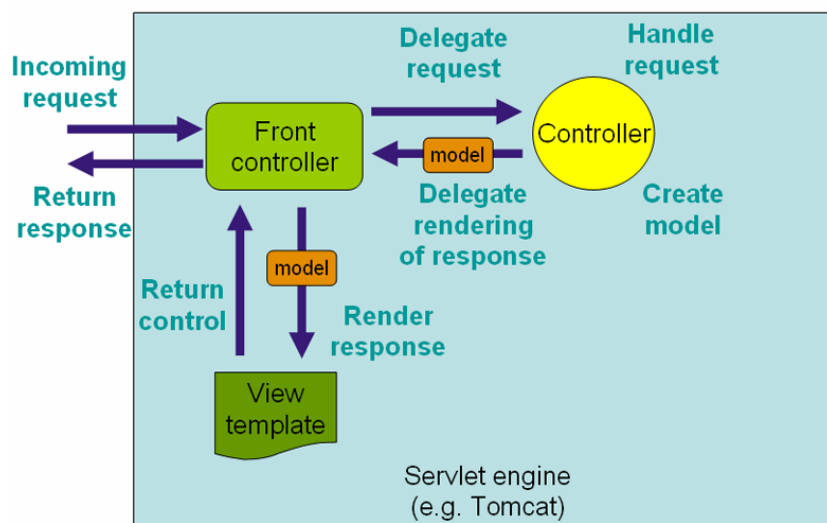 Incoming
request
Return
response
Front
controller
Delegate
request
Handle
request
Controller
model
Delegate
rendering
of response
Create
model
model
Return
control
Render
response
View
template
Servlet engine
(e.g. Tomcat)